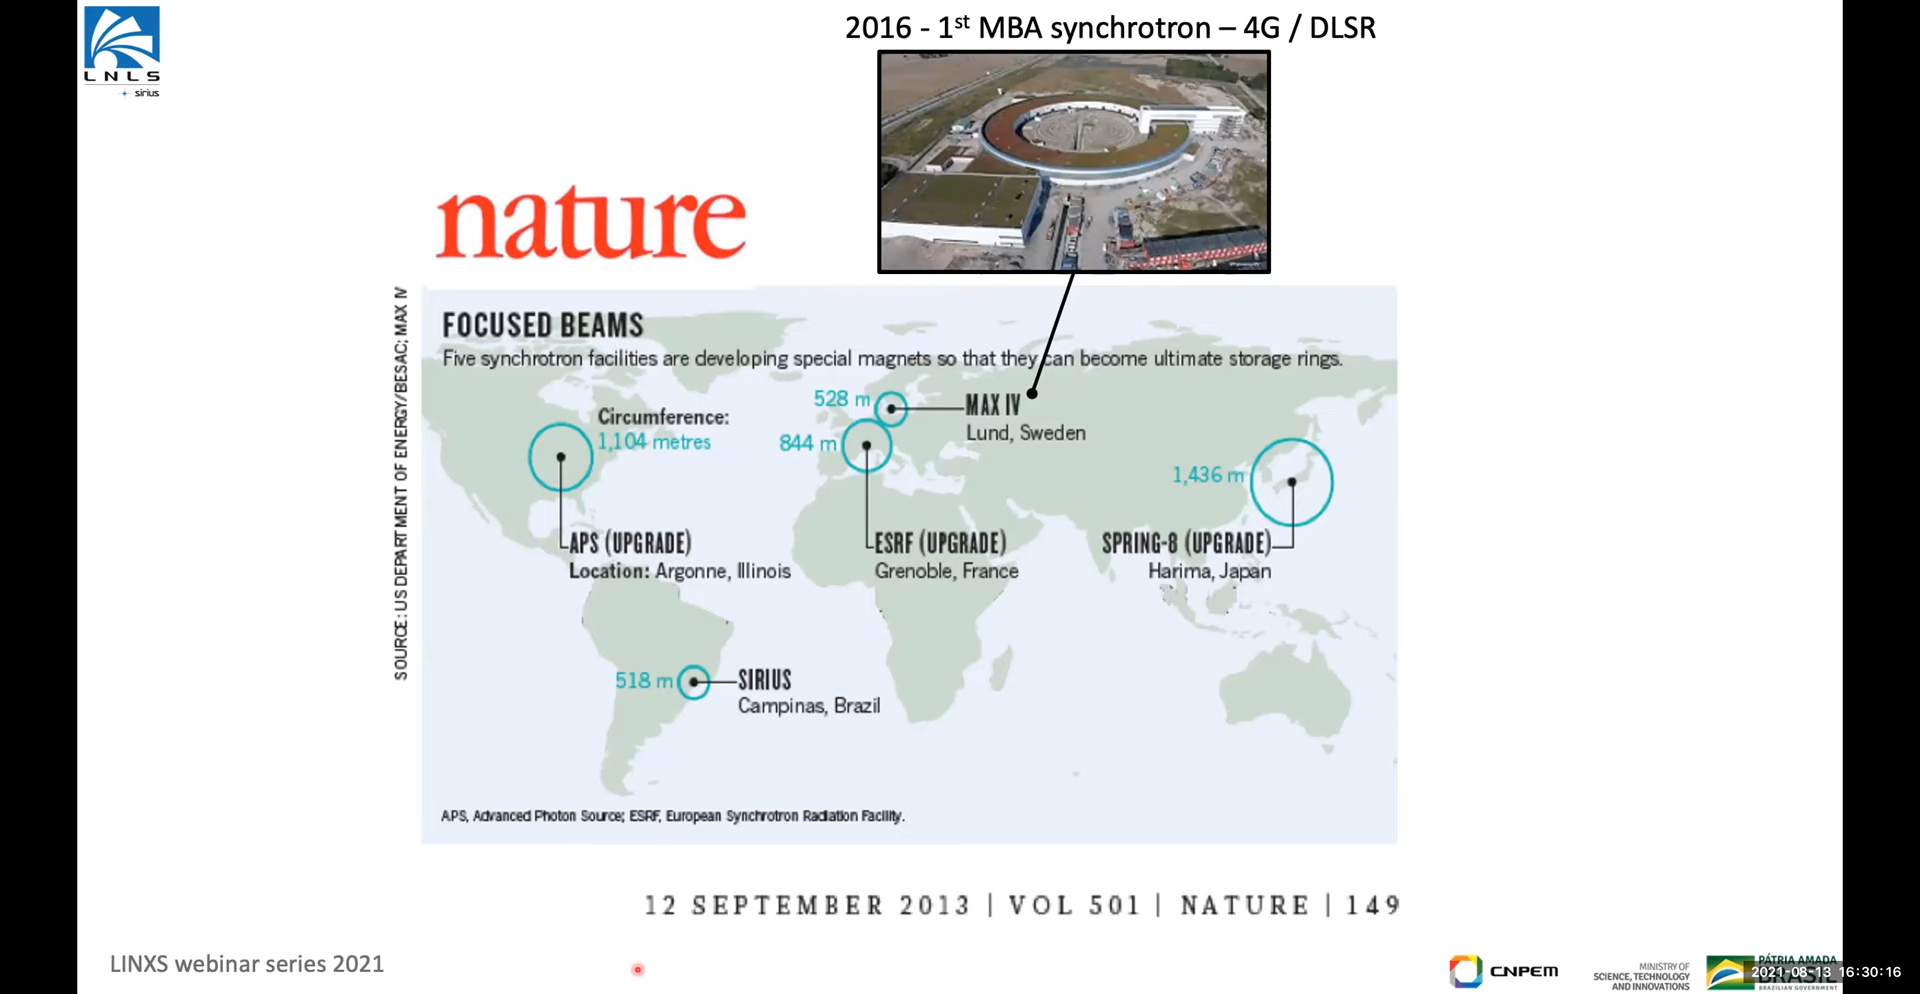 LNLS
sirius
2016 - 1st MBA synchrotron – 4G / DLSR
nature
SOURCE: US DEPARTMENT OF ENERGY/BESAC; MAX IV
FOCUSED BEAMS
Five synchrotron facilities are developing special magnets so that they can become ultimate storage rings.
528 m
MAX IV
Lund, Sweden
Circumference:
1,104 metres
844 m
1,436 m
APS (UPGRADE)
Location: Argonne, Illinois
ESRF (UPGRADE)
Grenoble, France
SPRING-8 (UPGRADE)
Harima, Japan
518 m
SIRIUS
Campinas, Brazil
APS, Advanced Photon Source; ESRF, European Synchrotron Radiation Facility.
12 SEPTEMBER 2013 | VOL 501 | NATURE | 149
LINXS webinar series 2021
CNPEM
MINISTRY OF
SCIENCE, TECHNOLOGY
AND INNOVATIONS
PÁTRIA AMADA
BRASIL
BRAZILIAN GOVERNMENT
2021-08-13 16:30:16